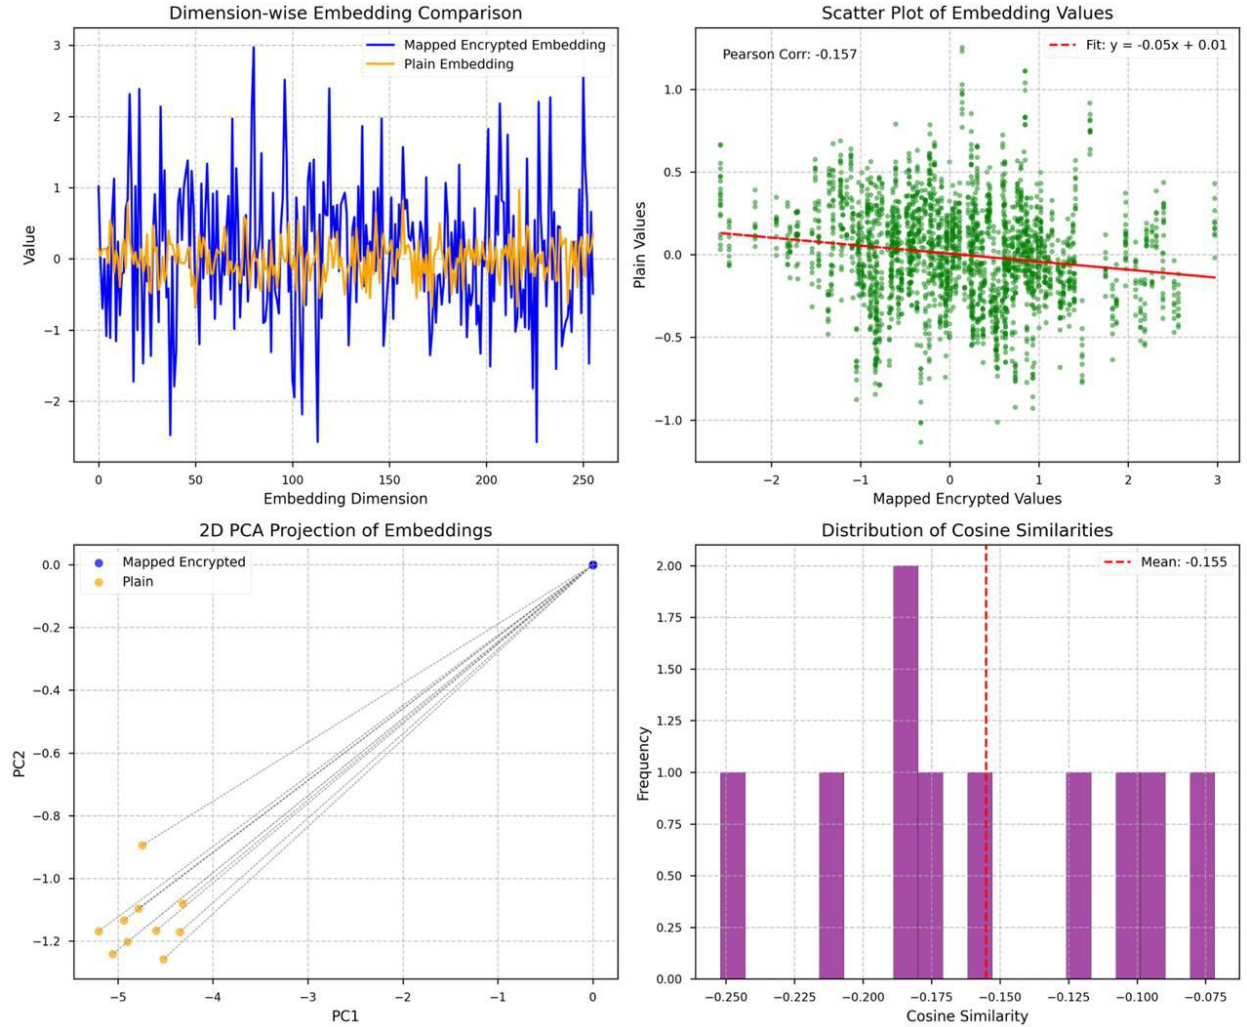 Dimension-wise Embedding Comparison
Mapped Encrypted Embedding
Plain Embedding
3
2
1
0
−1
−2
Value
0
50
100
150
200
250
Embedding Dimension
Scatter Plot of Embedding Values
Pearson Corr: -0.157
Fit: y = -0.05x + 0.01
1.0
0.5
0.0
−0.5
−1.0
Plain Values
−2
−1
0
1
2
3
Mapped Encrypted Values
2D PCA Projection of Embeddings
Mapped Encrypted
Plain
0.0
−0.2
−0.4
−0.6
−0.8
−1.0
−1.2
PC2
−5
−4
−3
−2
−1
0
PC1
Distribution of Cosine Similarities
Mean: -0.155
2.00
1.75
1.50
1.25
1.00
0.75
0.50
0.25
0.00
Frequency
−0.250
−0.225
−0.200
−0.175
−0.150
−0.125
−0.100
−0.075
Cosine Similarity